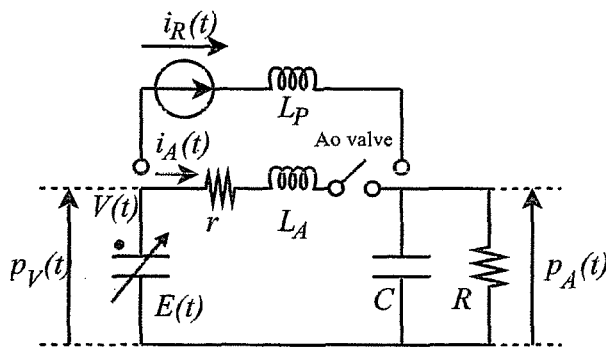 i_R(t)
L_P
Ao valve
i_A(t)
V(t)
r
L_A
p_V(t)
E(t)
C
R
p_A(t)